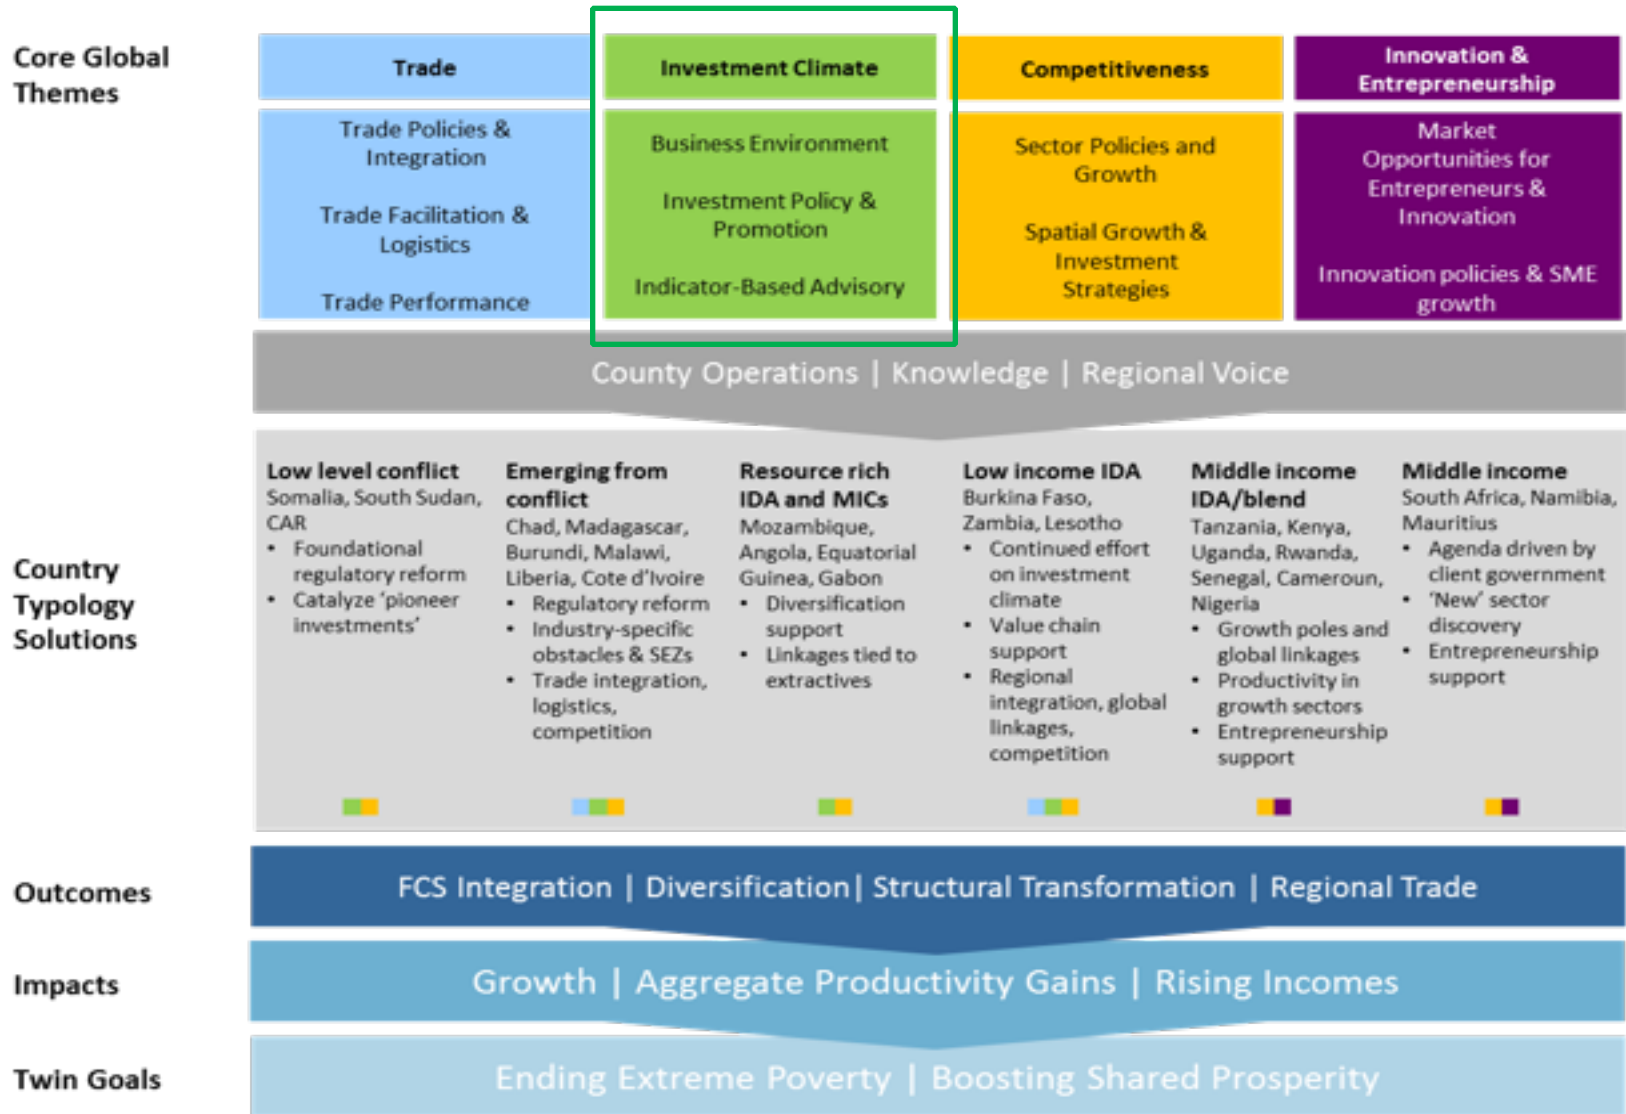 Core Global
Themes
Trade
Investment Climate
Competitiveness
Innovation &
Entrepreneurship
Trade Policies &
Integration
Trade Facilitation &
Logistics
Trade Performance
Business Environment
Investment Policy &
Promotion
Indicator-Based Advisory
Sector Policies and
Growth
Spatial Growth &
Investment
Strategies
Market
Opportunities for
Entrepreneurs &
Innovation
Innovation policies & SME
growth
County Operations | Knowledge | Regional Voice
Country
Typology
Solutions
Low level conflict
Somalia, South Sudan,
CAR
• Foundational
regulatory reform
• Catalyze ‘pioneer
investments’
Emerging from
conflict
Chad, Madagascar,
Burundi, Malawi,
Liberia, Cote d’Ivoire
• Regulatory reform
• Industry-specific
obstacles & SEZs
• Trade integration,
logistics,
competition
Resource rich
IDA and MICs
Mozambique,
Angola, Equatorial
Guinea, Gabon
• Diversification
support
• Linkages tied to
extractives
Low income IDA
Burkina Faso,
Zambia, Lesotho
• Continued effort
on investment
climate
• Value chain
support
• Regional
integration, global
linkages,
competition
Middle income
IDA/blend
Tanzania, Kenya,
Uganda, Rwanda,
Senegal, Cameroun,
Nigeria
• Growth poles and
global linkages
• Productivity in
growth sectors
• Entrepreneurship
support
Middle income
South Africa, Namibia,
Mauritius
• Agenda driven by
client government
• ‘New’ sector
discovery
• Entrepreneurship
support
Outcomes
FCS Integration | Diversification| Structural Transformation | Regional Trade
Impacts
Growth | Aggregate Productivity Gains | Rising Incomes
Twin Goals
Ending Extreme Poverty | Boosting Shared Prosperity